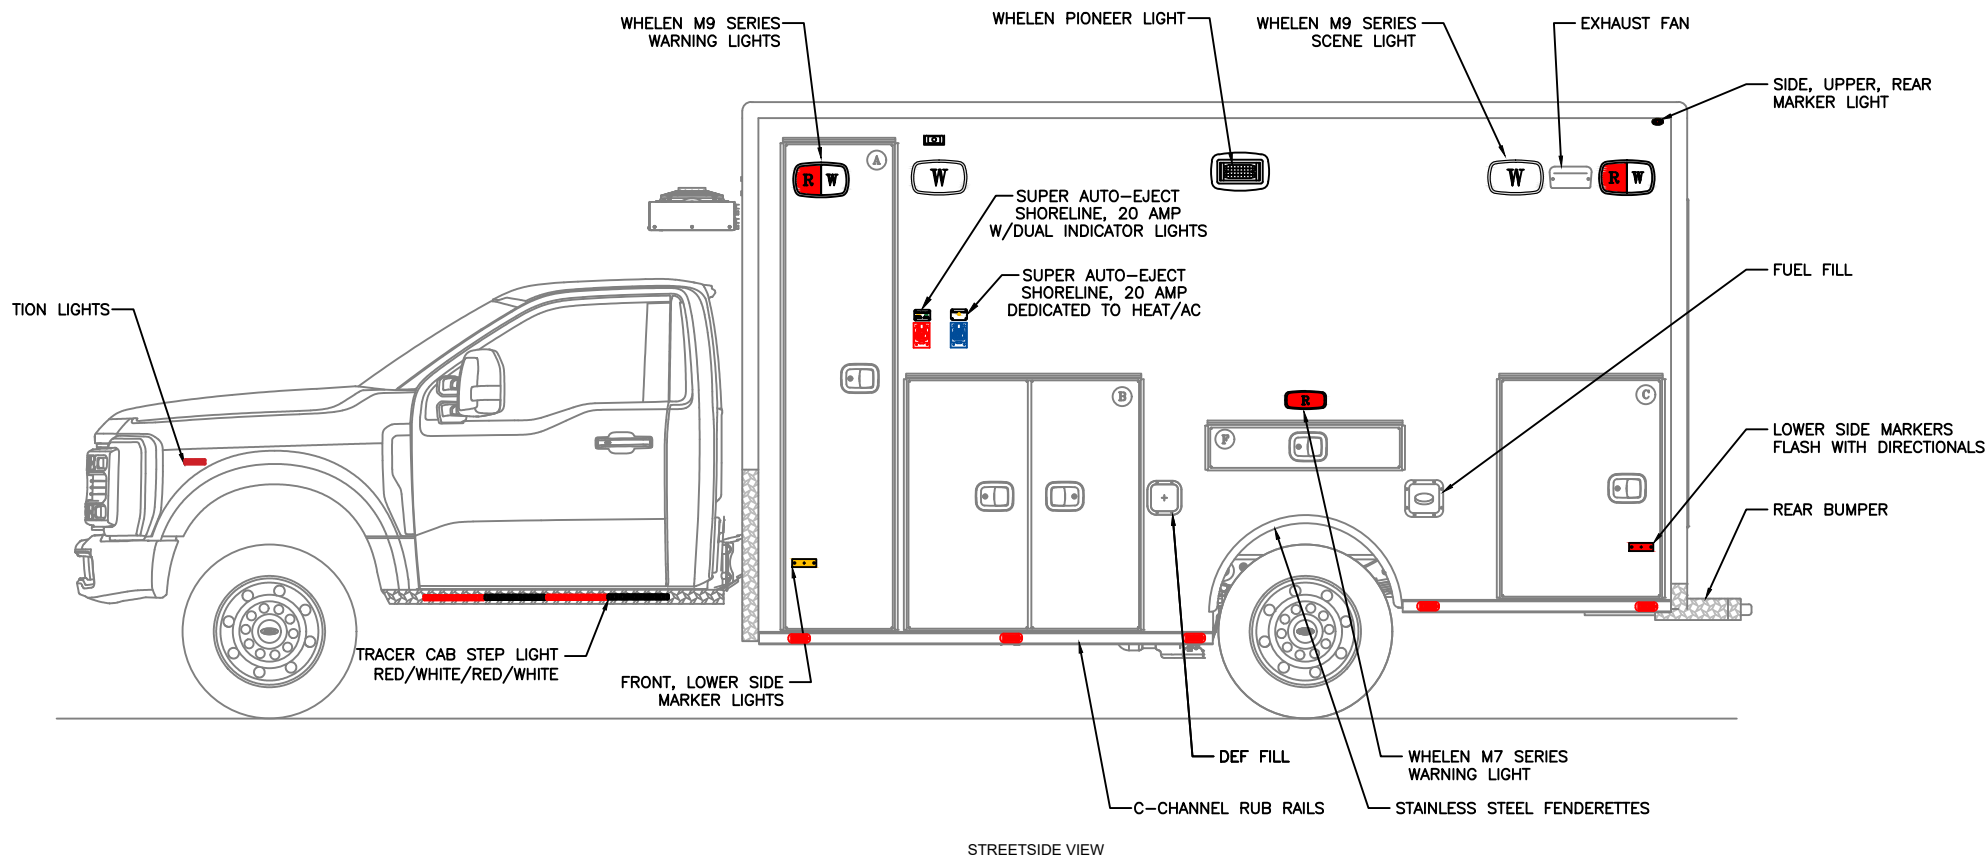 WHELEN M9 SERIES
WARNING LIGHTS
WHELEN PIONEER LIGHT
WHELEN M9 SERIES
SCENE LIGHT
EXHAUST FAN
SIDE, UPPER, REAR
MARKER LIGHT
A
R W
W
W
R W
SUPER AUTO-EJECT
SHORELINE, 20 AMP
W/DUAL INDICATOR LIGHTS
SUPER AUTO-EJECT
SHORELINE, 20 AMP
DEDICATED TO HEAT/AC
FUEL FILL
TION LIGHTS
B
R
C
F
LOWER SIDE MARKERS
FLASH WITH DIRECTIONALS
REAR BUMPER
TRACER CAB STEP LIGHT
RED/WHITE/RED/WHITE
FRONT, LOWER SIDE
MARKER LIGHTS
DEF FILL
WHELEN M7 SERIES
WARNING LIGHT
C-CHANNEL RUB RAILS
STAINLESS STEEL FENDERETTES
STREETSIDE VIEW